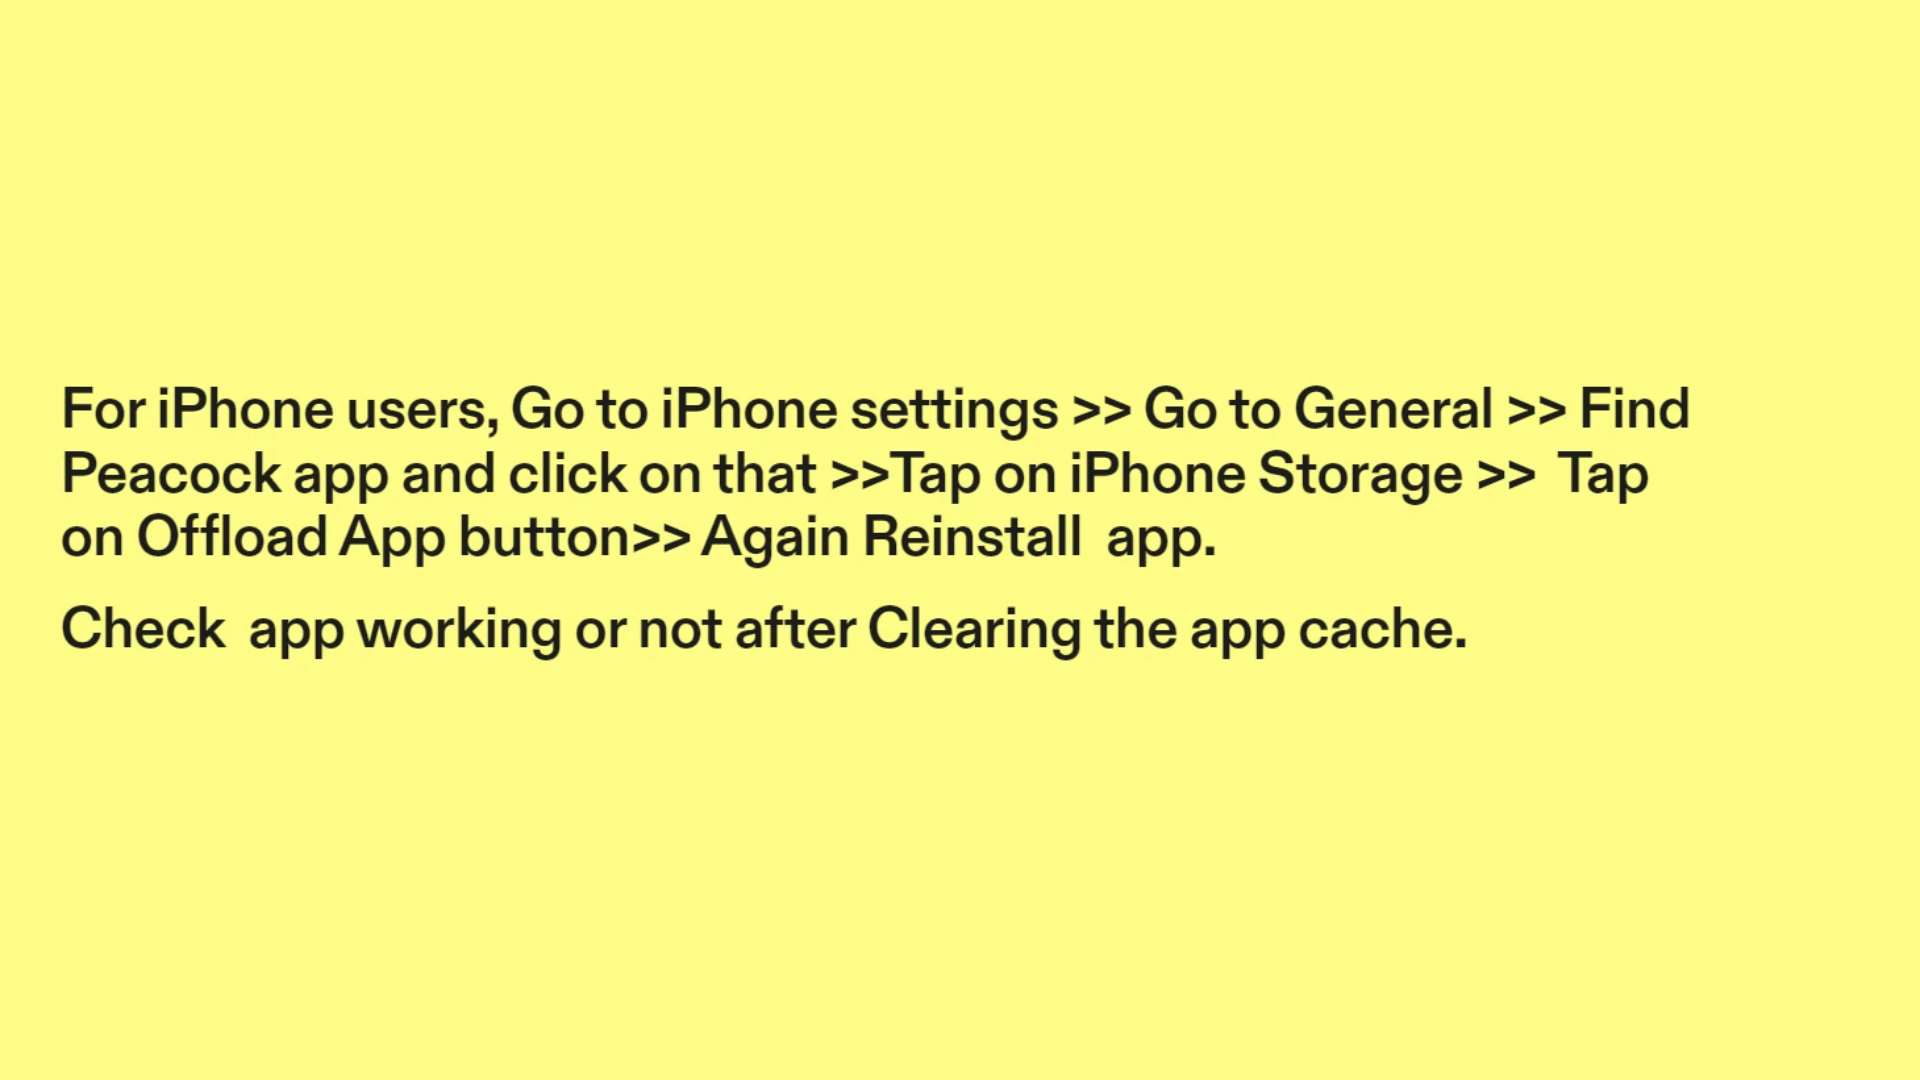 For iPhone users, Go to iPhone settings >> Go to General >> Find
Peacock app and click on that >>Tap on iPhone Storage >>  Tap
on Offload App button>> Again Reinstall  app.
Check  app working or not after Clearing the app cache.